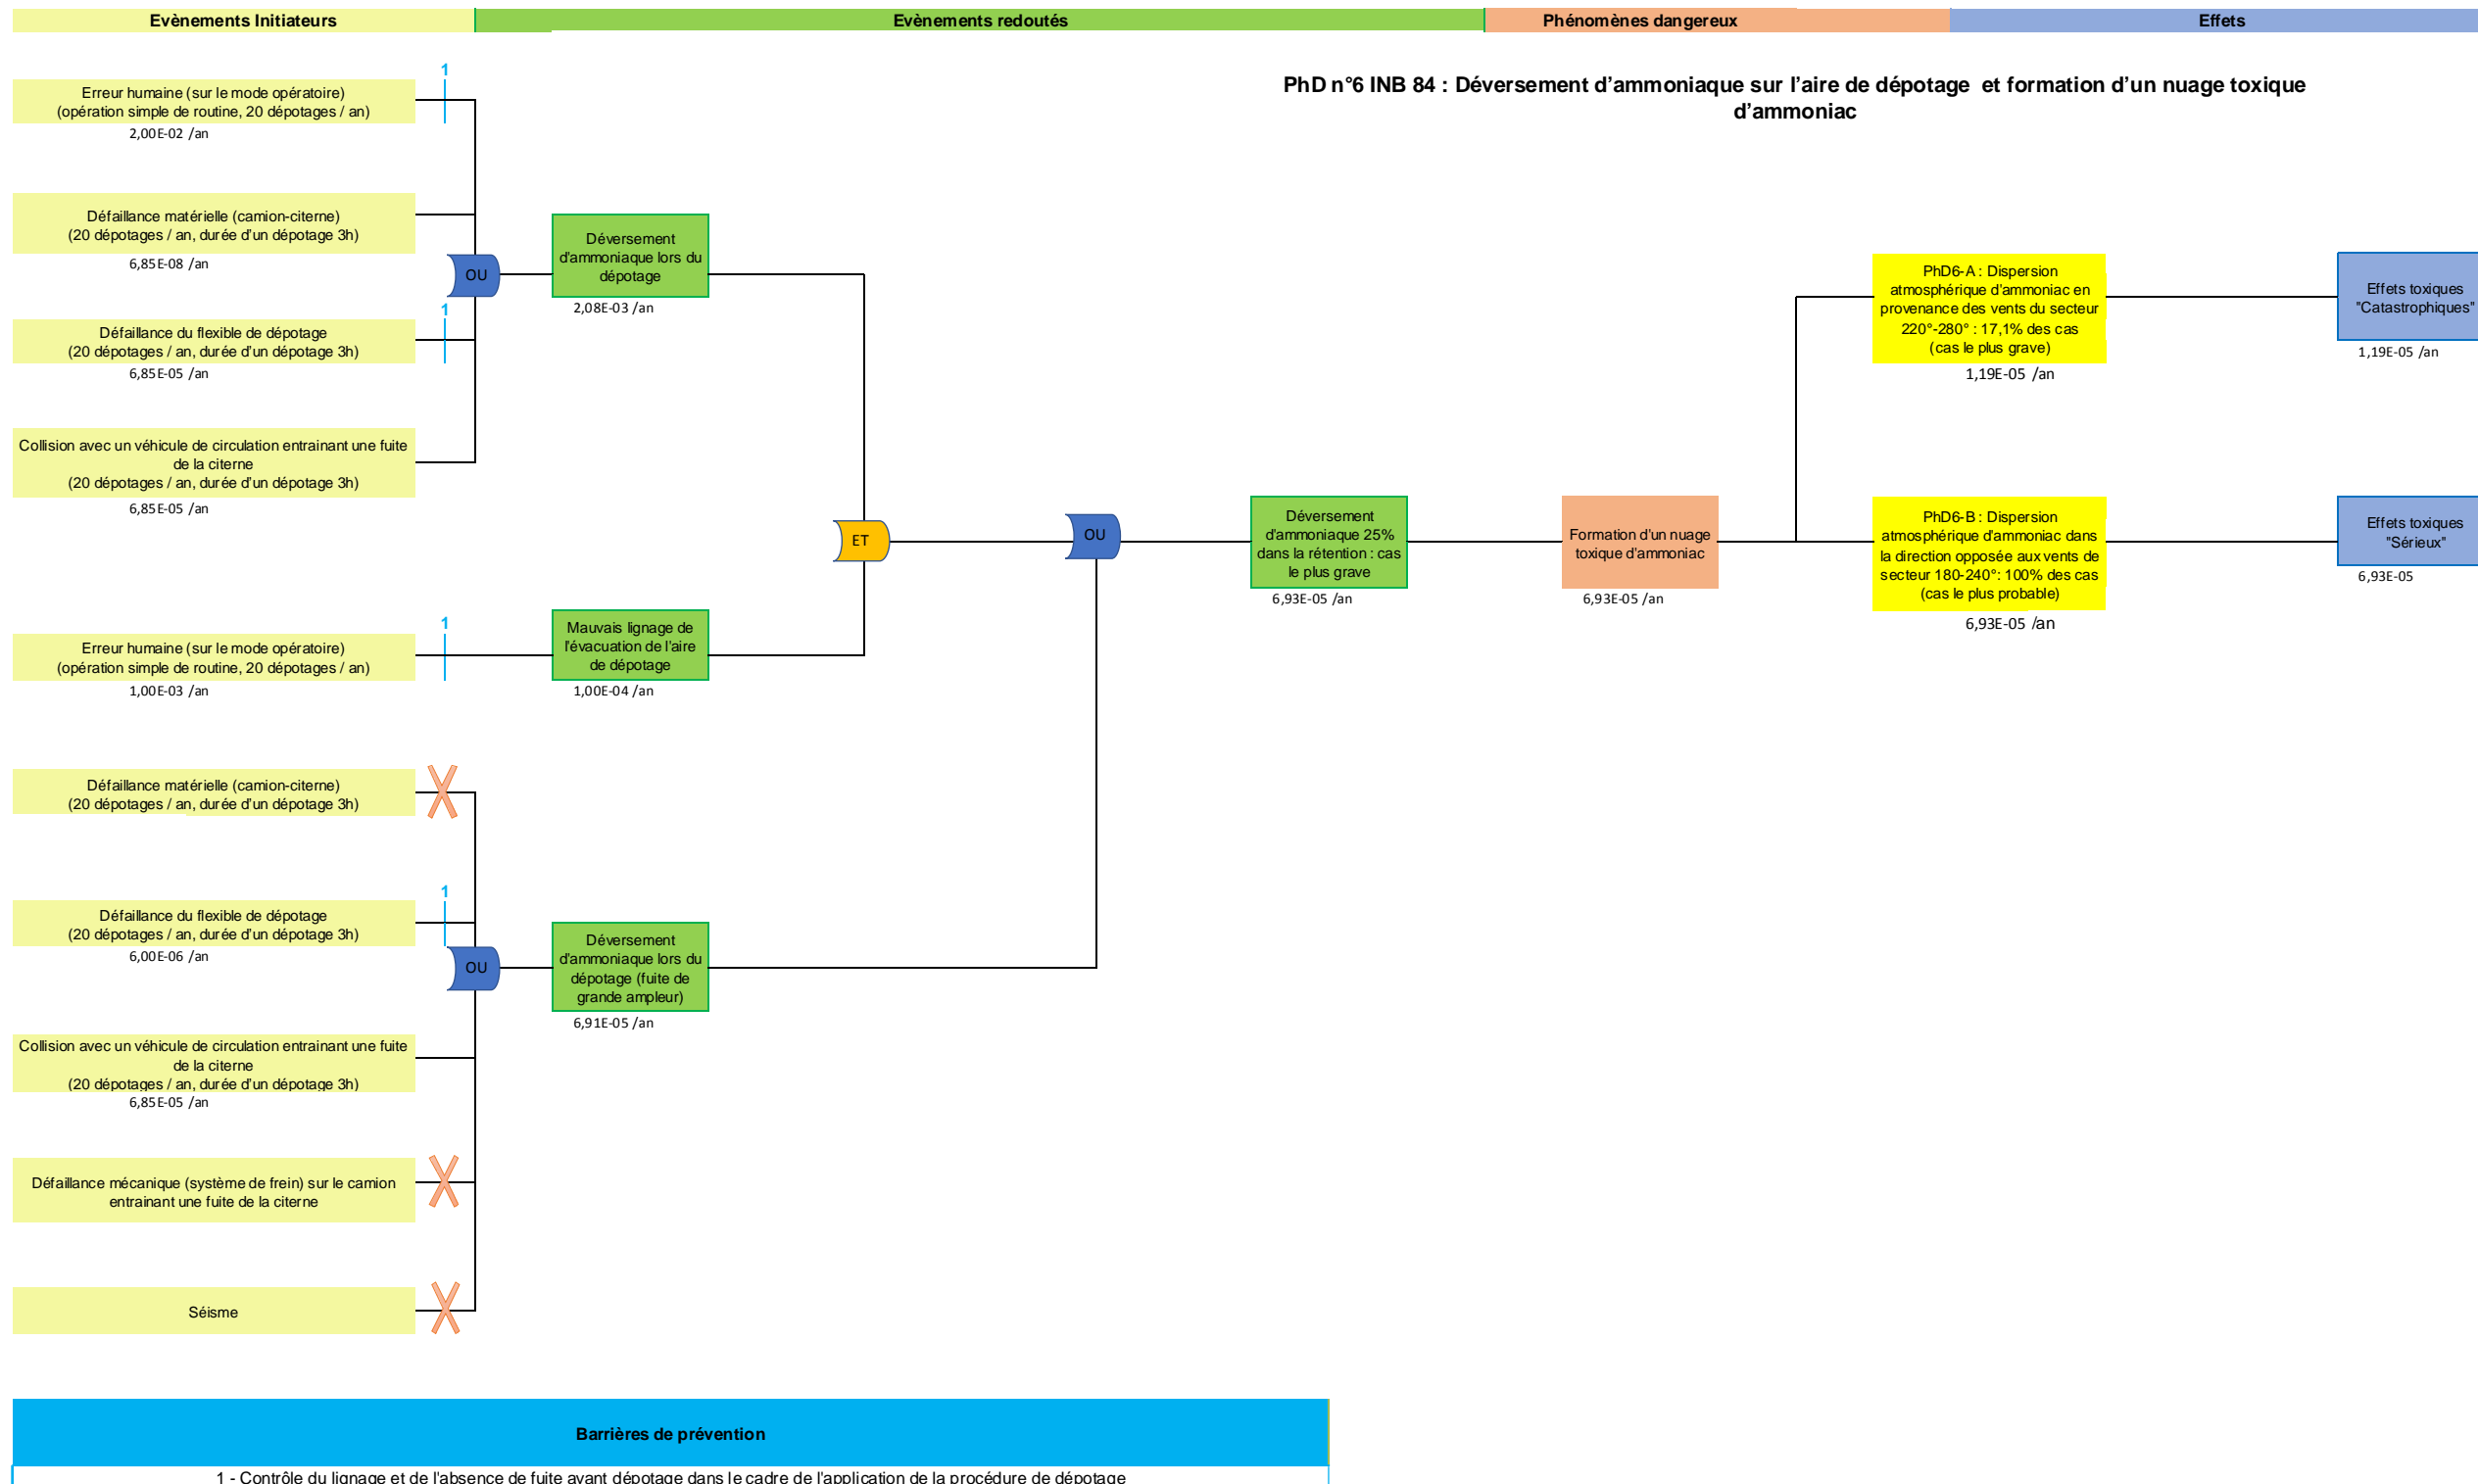 Evènements Initiateurs
Evènements redoutés
Phénomènes dangereux
Effets
PhD n°6 INB 84 : Déversement d'ammoniaque sur l'aire de dépotage et formation d'un nuage toxique
d'ammoniac
1
Erreur humaine (sur le mode opératoire)
(opération simple de routine, 20 dépotages / an)
2,00E-02 /an
Défaillance matérielle (camion-citerne)
(20 dépotages / an, durée d'un dépotage 3h)
6,85E-08 /an
OU
1
Défaillance du flexible de dépotage
(20 dépotages / an, durée d'un dépotage 3h)
6,85E-05 /an
Collision avec un véhicule de circulation entrainant une fuite
de la citerne
(20 dépotages / an, durée d'un dépotage 3h)
6,85E-05 /an
Déversement
d'ammoniaque lors du
dépotage
2,08E-03 /an
1
Erreur humaine (sur le mode opératoire)
(opération simple de routine, 20 dépotages / an)
1,00E-03 /an
Mauvais lignage de
l'évacuation de l'aire
de dépotage
1,00E-04 /an
ET
OU
Déversement
d'ammoniaque 25%
dans la rétention : cas
le plus grave
6,93E-05 /an
Formation d'un nuage
toxique d'ammoniac
6,93E-05 /an
PhD6-A : Dispersion
atmosphérique d'ammoniac en
provenance des vents du secteur
220°-280° : 17,1% des cas
(cas le plus grave)
1,19E-05 /an
Effets toxiques
"Catastrophiques"
1,19E-05 /an
PhD6-B : Dispersion
atmosphérique d'ammoniac dans
la direction opposée aux vents de
secteur 180-240°: 100% des cas
(cas le plus probable)
6,93E-05 /an
Effets toxiques
"Sérieux"
6,93E-05
Défaillance matérielle (camion-citerne)
(20 dépotages / an, durée d'un dépotage 3h)
1
Défaillance du flexible de dépotage
(20 dépotages / an, durée d'un dépotage 3h)
6,00E-06 /an
OU
Déversement
d'ammoniaque lors du
dépotage (fuite de
grande ampleur)
6,91E-05 /an
Collision avec un véhicule de circulation entrainant une fuite
de la citerne
(20 dépotages / an, durée d'un dépotage 3h)
6,85E-05 /an
Défaillance mécanique (système de frein) sur le camion
entrainant une fuite de la citerne
Séisme
Barrières de prévention
1 - Contrôle du lignage et de l'absence de fuite avant dépotage dans le cadre de l'application de la procédure de dépotage